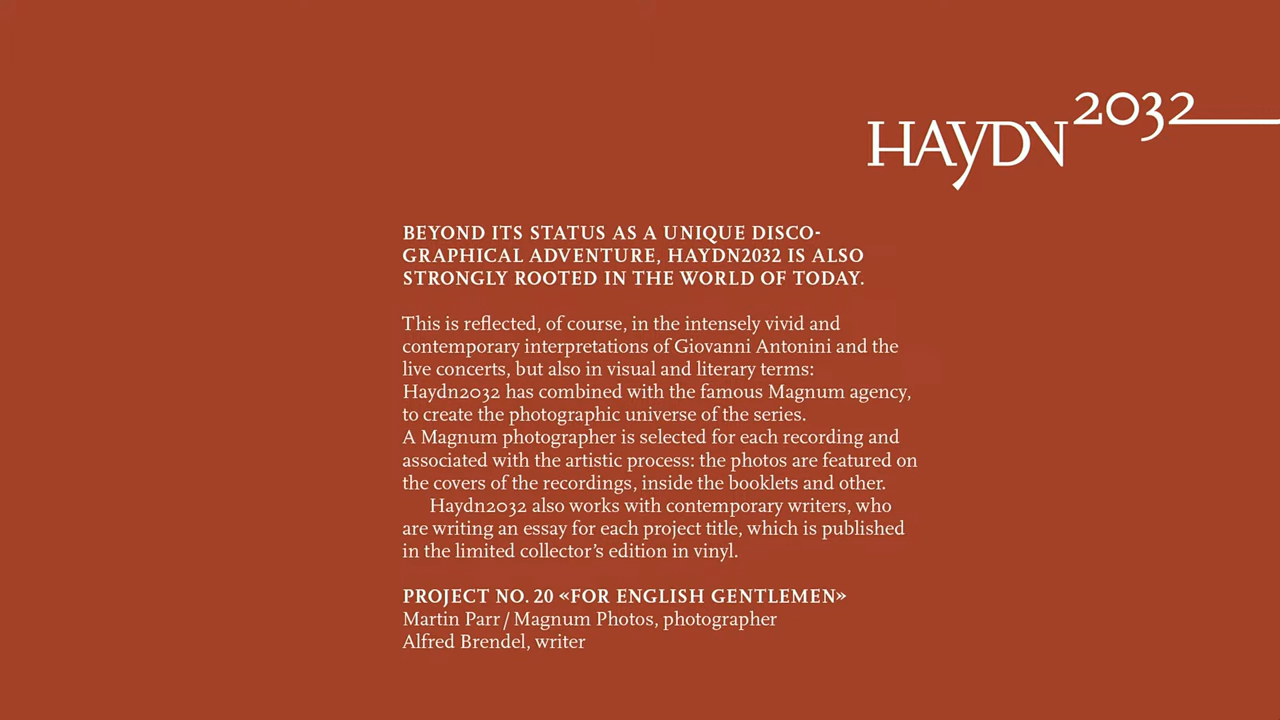 HAYDN2032
BEYOND ITS STATUS AS A UNIQUE DISCO-
GRAPHICAL ADVENTURE, HAYDN2032 IS ALSO
STRONGLY ROOTED IN THE WORLD OF TODAY.
This is reflected, of course, in the intensely vivid and
contemporary interpretations of Giovanni Antonini and the
live concerts, but also in visual and literary terms:
Haydn2032 has combined with the famous Magnum agency,
to create the photographic universe of the series.
A Magnum photographer is selected for each recording and
associated with the artistic process: the photos are featured on
the covers of the recordings, inside the booklets and other.
Haydn2032 also works with contemporary writers, who
are writing an essay for each project title, which is published
in the limited collector’s edition in vinyl.
PROJECT NO. 20 «FOR ENGLISH GENTLEMEN»
Martin Parr / Magnum Photos, photographer
Alfred Brendel, writer